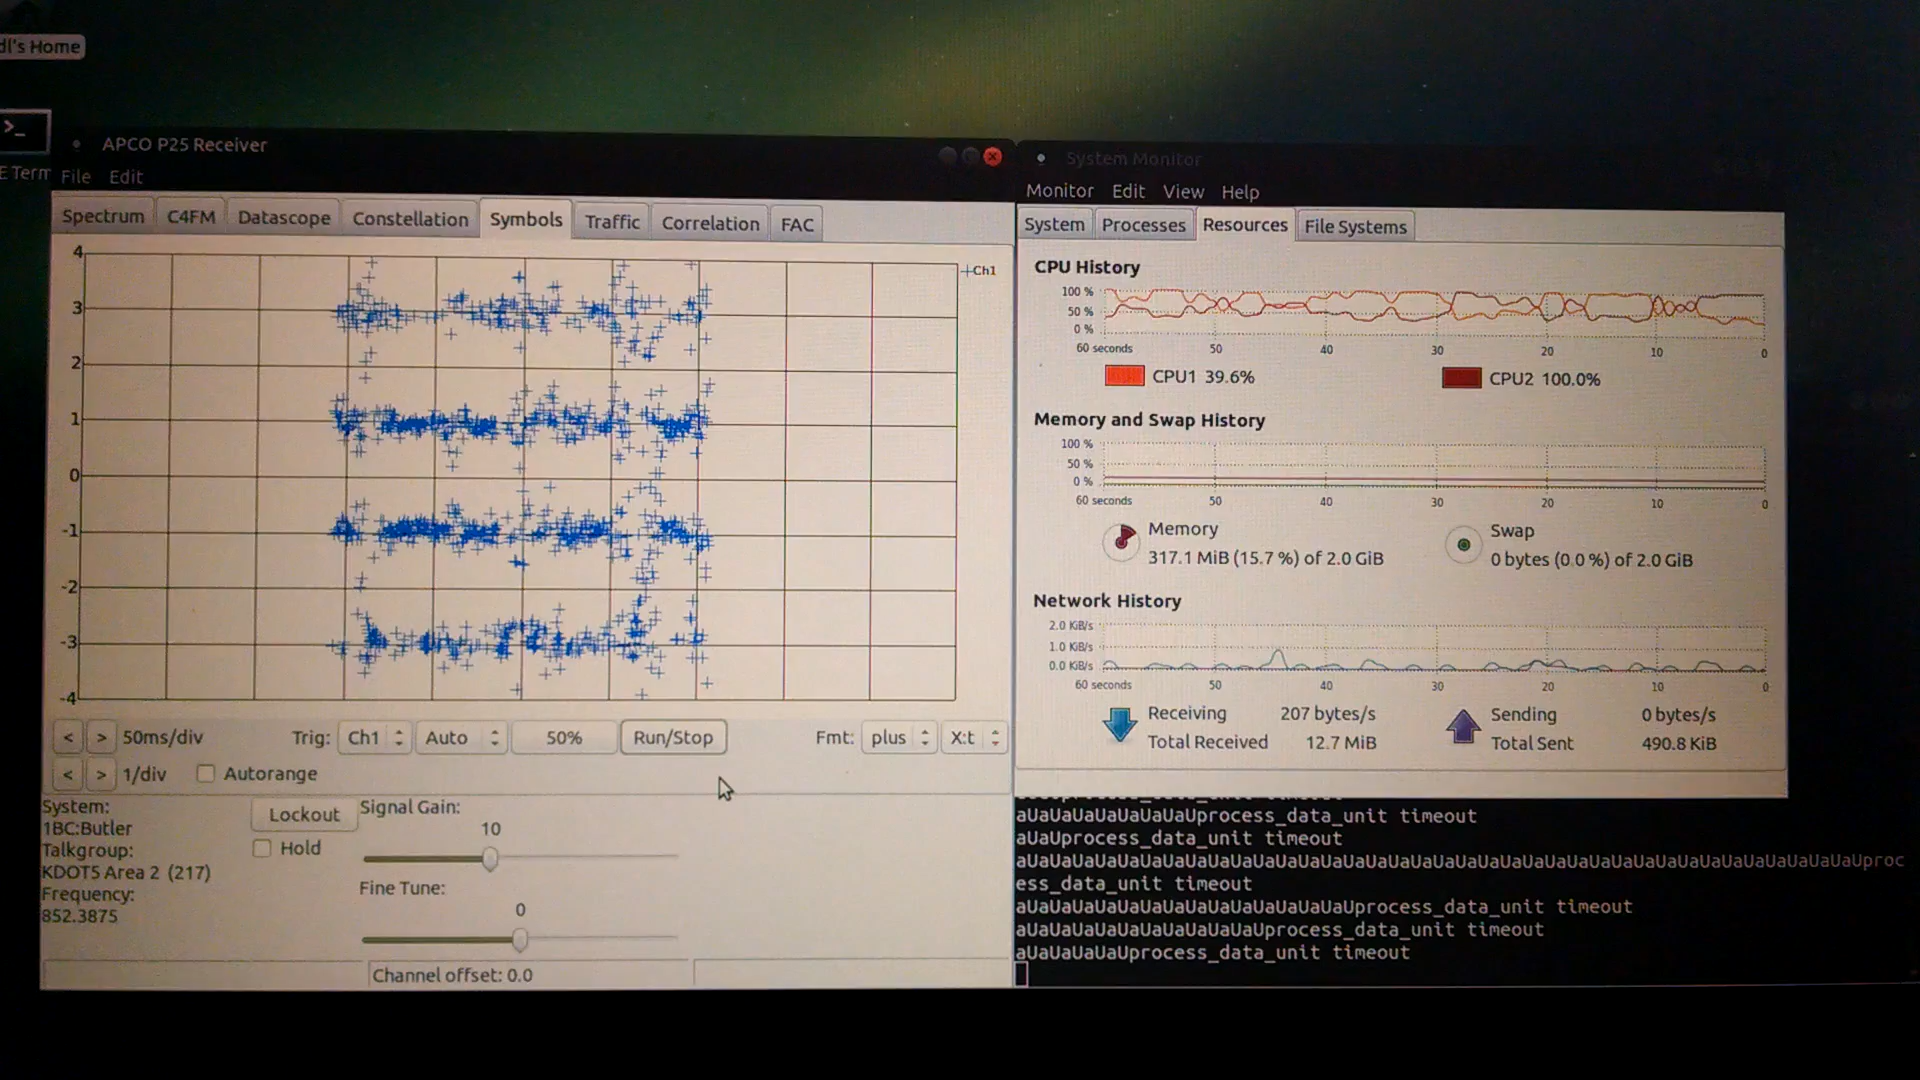 dl's Home
>_
E Term
APCO P25 Receiver
File Edit
Spectrum C4FM Datascope Constellation Symbols Traffic Correlation FAC
4
3
2
1
0
-1
-2
-3
-4
+Ch1
< > 50ms/div Trig: Ch1 Auto 50% Run/Stop Fmt: plus X:t
< > 1/div Autorange
System:
1BC:Butler
Talkgroup:
KDOT5 Area 2 (217)
Frequency:
852.3875
Lockout
Hold
Signal Gain:
10
Fine Tune:
0
Channel offset: 0.0
System Monitor
Monitor Edit View Help
System Processes Resources File Systems
CPU History
100 %
50 %
0 %
60 seconds 50 40 30 20 10 0
CPU1 39.6% CPU2 100.0%
Memory and Swap History
100 %
50 %
0 %
60 seconds 50 40 30 20 10 0
Memory
317.1 MiB (15.7 %) of 2.0 GiB
Swap
0 bytes (0.0 %) of 2.0 GiB
Network History
2.0 KiB/s
1.0 KiB/s
0.0 KiB/s
60 seconds 50 40 30 20 10 0
Receiving 207 bytes/s
Total Received 12.7 MiB
Sending 0 bytes/s
Total Sent 490.8 KiB
aUaUaUaUaUaUaUaUprocess_data_unit timeout
aUaUprocess_data_unit timeout
aUaUaUaUaUaUaUaUaUaUaUaUaUaUaUaUaUaUaUaUaUaUaUaUaUaUaUaUaUaUaUaUaUaUaUaUaUaUproc
ess_data_unit timeout
aUaUaUaUaUaUaUaUaUaUaUaUaUaUaUprocess_data_unit timeout
aUaUaUaUaUaUaUaUaUaUaUprocess_data_unit timeout
aUaUaUaUaUprocess_data_unit timeout